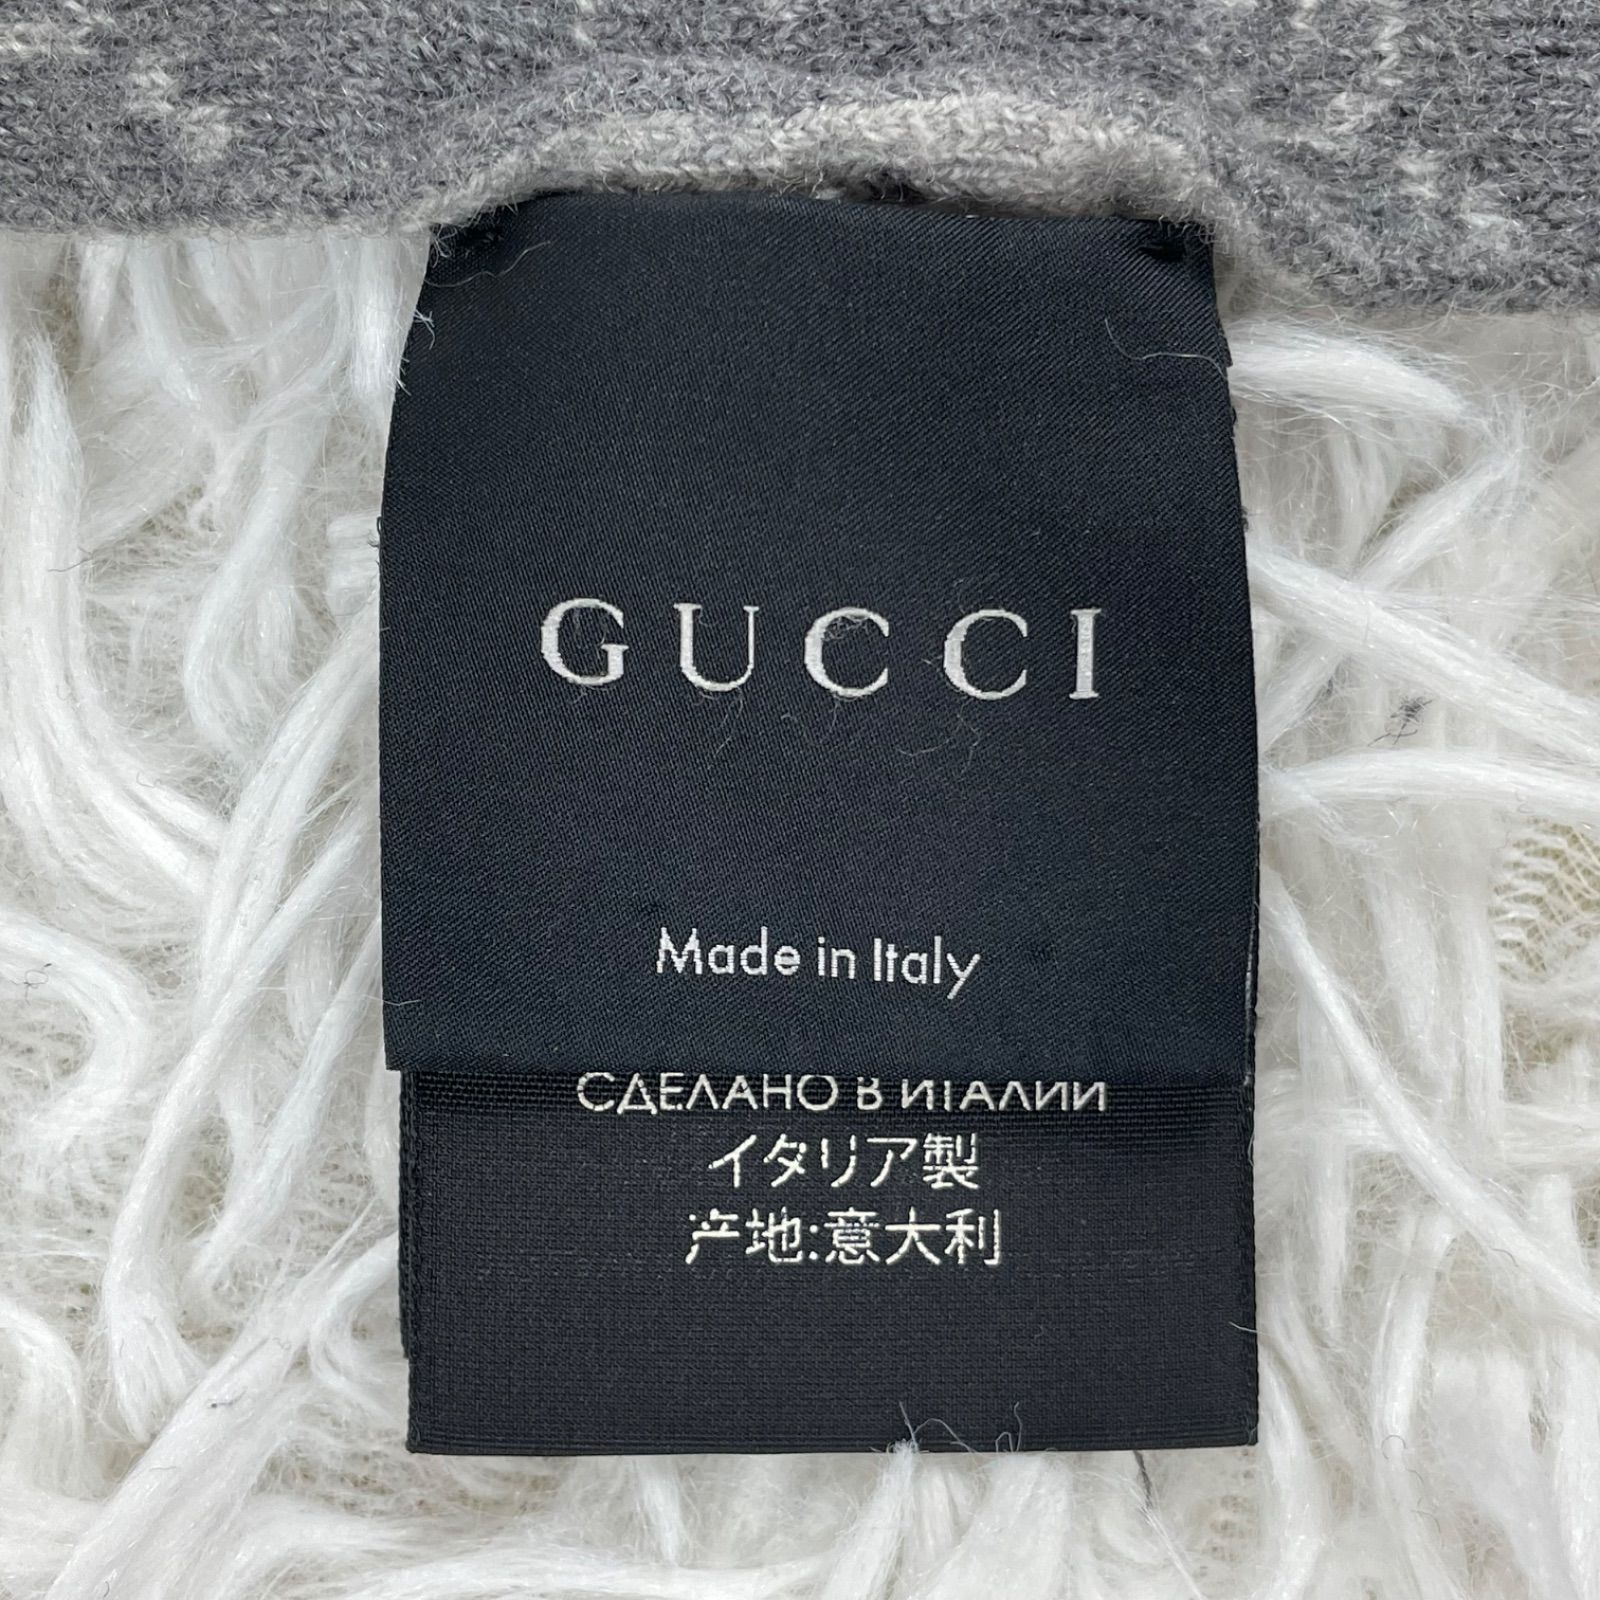 GUCCI
Made in Italy
СДЕЛАНО В ИТАЛИИ
イタリア製
产地:意大利